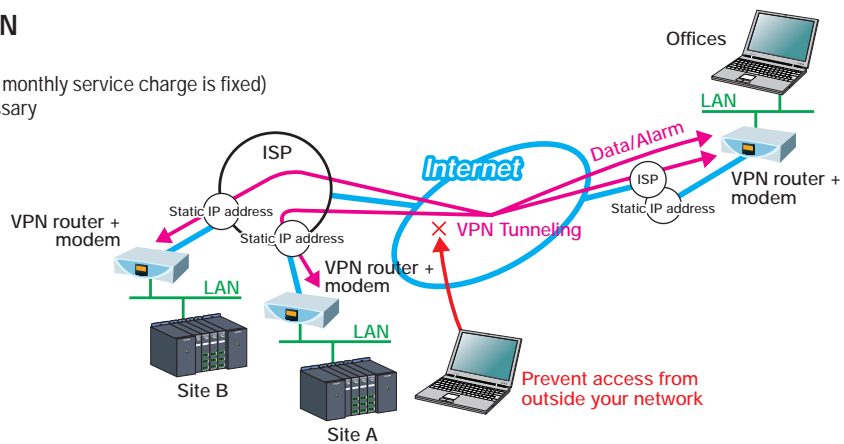 N
monthly service charge is fixed)
ssary
Offices
LAN
Data/Alarm
ISP
Internet
ISP
VPN router +
modem
Static IP address
Static IP address
VPN router +
modem
Static IP address
VPN Tunneling
VPN router +
modem
LAN
LAN
Site B
Prevent access from
outside your network
Site A